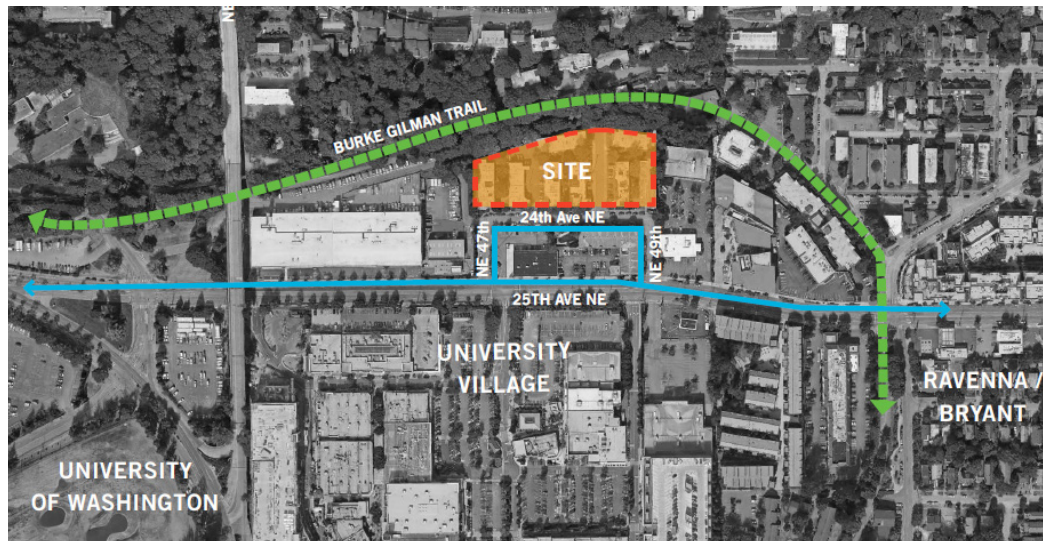 NE
BURKE GILMAN TRAIL
SITE
24th Ave NE
NE 47th
NE 49th
25TH AVE NE
UNIVERSITY
VILLAGE
RAVENNA /
BRYANT
UNIVERSITY
OF WASHINGTON